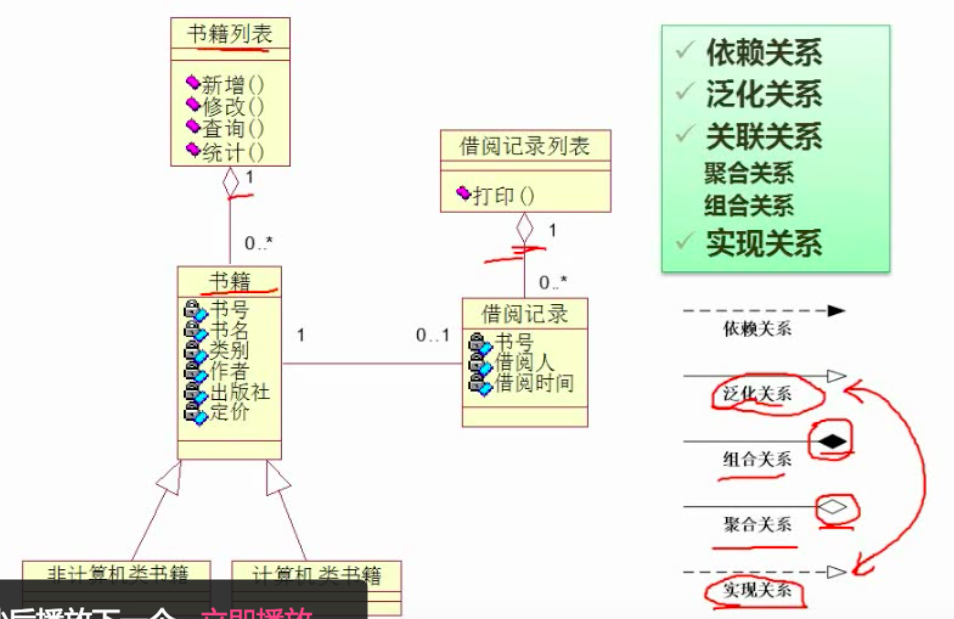 书籍列表
新增()
修改()
查询()
统计()
1
0..*
书籍
书号
书名
类别
作者
出版社
定价
1
0..1
借阅记录列表
打印()
1
0..*
借阅记录
书号
借阅人
借阅时间
非计算机类书籍
计算机类书籍
后播放下一个
立即播放
依赖关系
泛化关系
关联关系
聚合关系
组合关系
实现关系
依赖关系
泛化关系
组合关系
聚合关系
实现关系